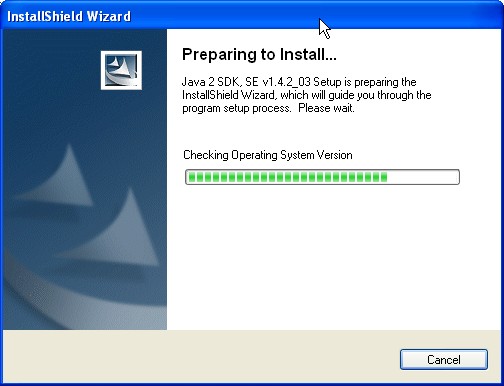 InstallShield Wizard
Preparing to Install...
Java 2 SDK, SE v1.4.2_03 Setup is preparing the
InstallShield Wizard, which will guide you through the
program setup process.  Please wait.
Checking Operating System Version
Cancel